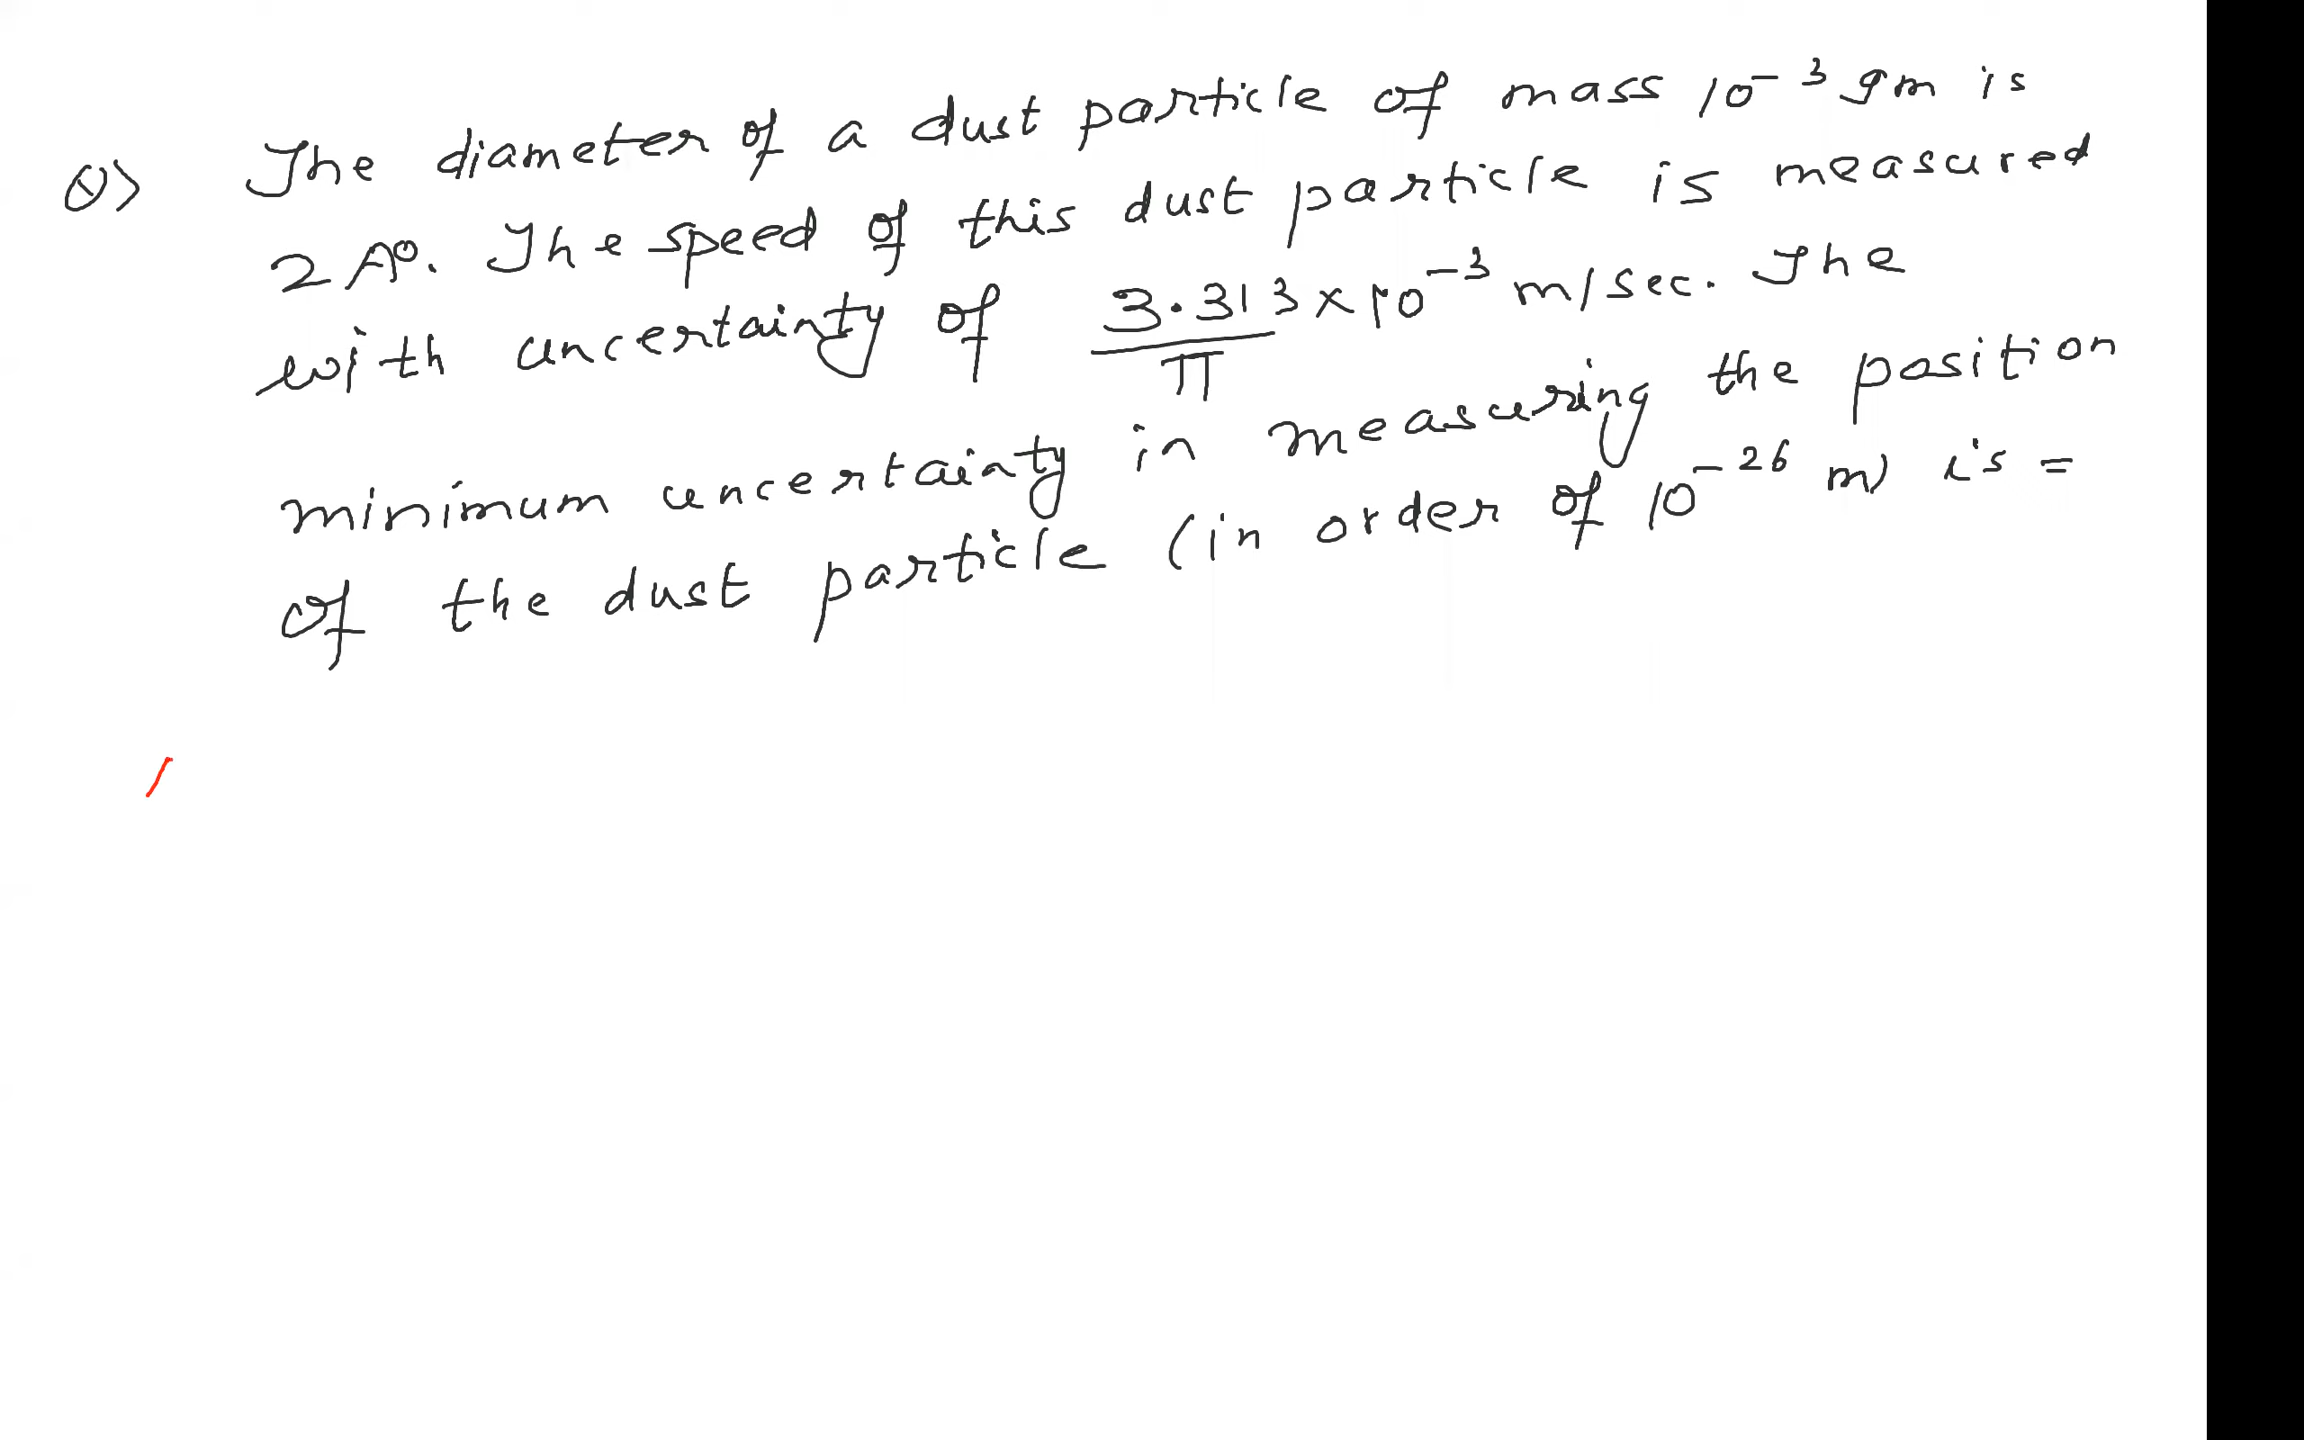 Q> The diameter of a dust particle of mass 10⁻³ gm is
2 A⁰. The speed of this dust particle is measured
with uncertainty of 3.313/π × 10⁻³ m/sec. The
minimum uncertainty in measuring the position
of the dust particle (in order of 10⁻²⁶ m) is =